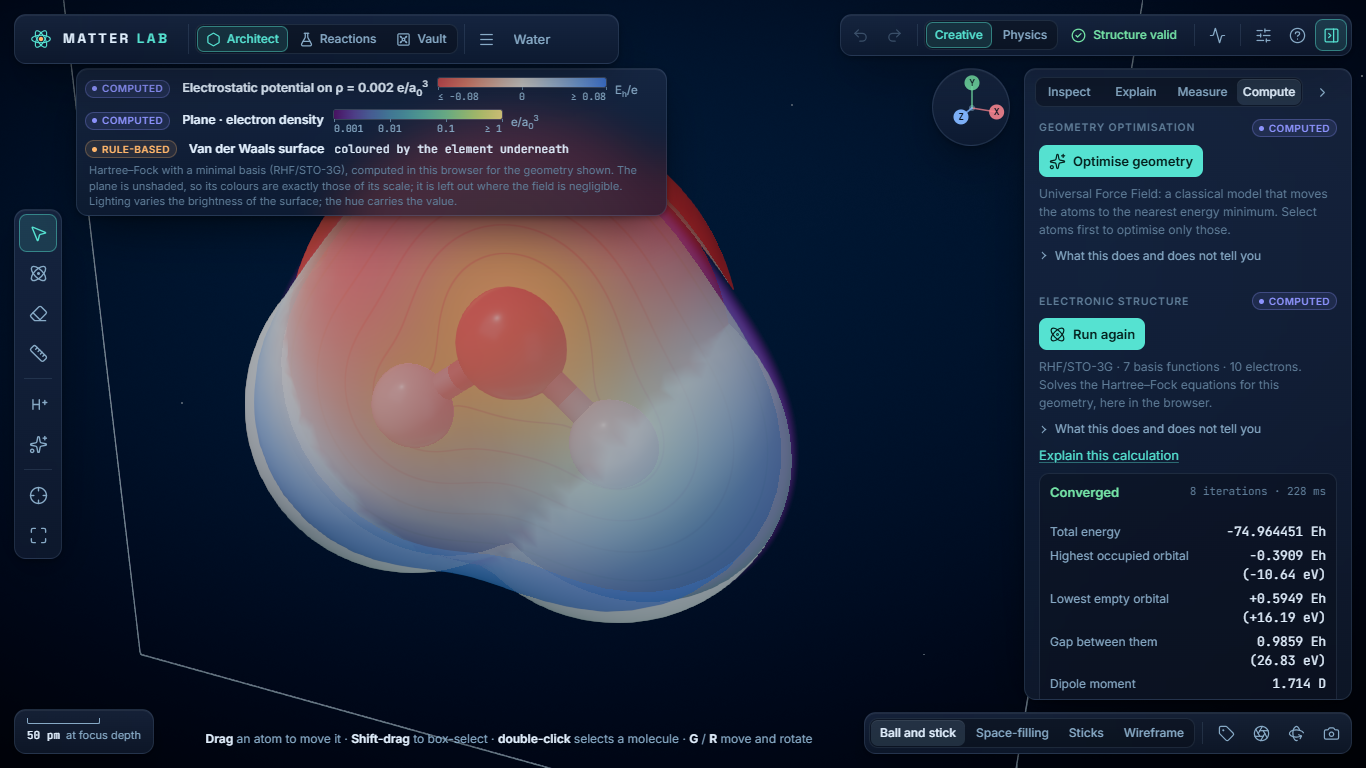 MATTER LAB
Architect
Reactions
Vault
Water
Creative
Physics
Structure valid
COMPUTED Electrostatic potential on ρ = 0.002 e/a₀³
≤ -0.08 0 ≥ 0.08 Eₕ/e
COMPUTED Plane · electron density
0.001 0.01 0.1 ≥ 1 e/a₀³
RULE-BASED Van der Waals surface coloured by the element underneath
Hartree–Fock with a minimal basis (RHF/STO-3G), computed in this browser for the geometry shown. The
plane is unshaded, so its colours are exactly those of its scale; it is left out where the field is negligible.
Lighting varies the brightness of the surface; the hue carries the value.
Y
X
Z
H+
Inspect
Explain
Measure
Compute
GEOMETRY OPTIMISATION COMPUTED
Optimise geometry
Universal Force Field: a classical model that moves
the atoms to the nearest energy minimum. Select
atoms first to optimise only those.
What this does and does not tell you
ELECTRONIC STRUCTURE COMPUTED
Run again
RHF/STO-3G · 7 basis functions · 10 electrons.
Solves the Hartree–Fock equations for this
geometry, here in the browser.
What this does and does not tell you
Explain this calculation
Converged 8 iterations · 228 ms
Total energy -74.964451 Eh
Highest occupied orbital -0.3909 Eh
(-10.64 eV)
Lowest empty orbital +0.5949 Eh
(+16.19 eV)
Gap between them 0.9859 Eh
(26.83 eV)
Dipole moment 1.714 D
50 pm at focus depth
Drag an atom to move it · Shift-drag to box-select · double-click selects a molecule · G / R move and rotate
Ball and stick
Space-filling
Sticks
Wireframe